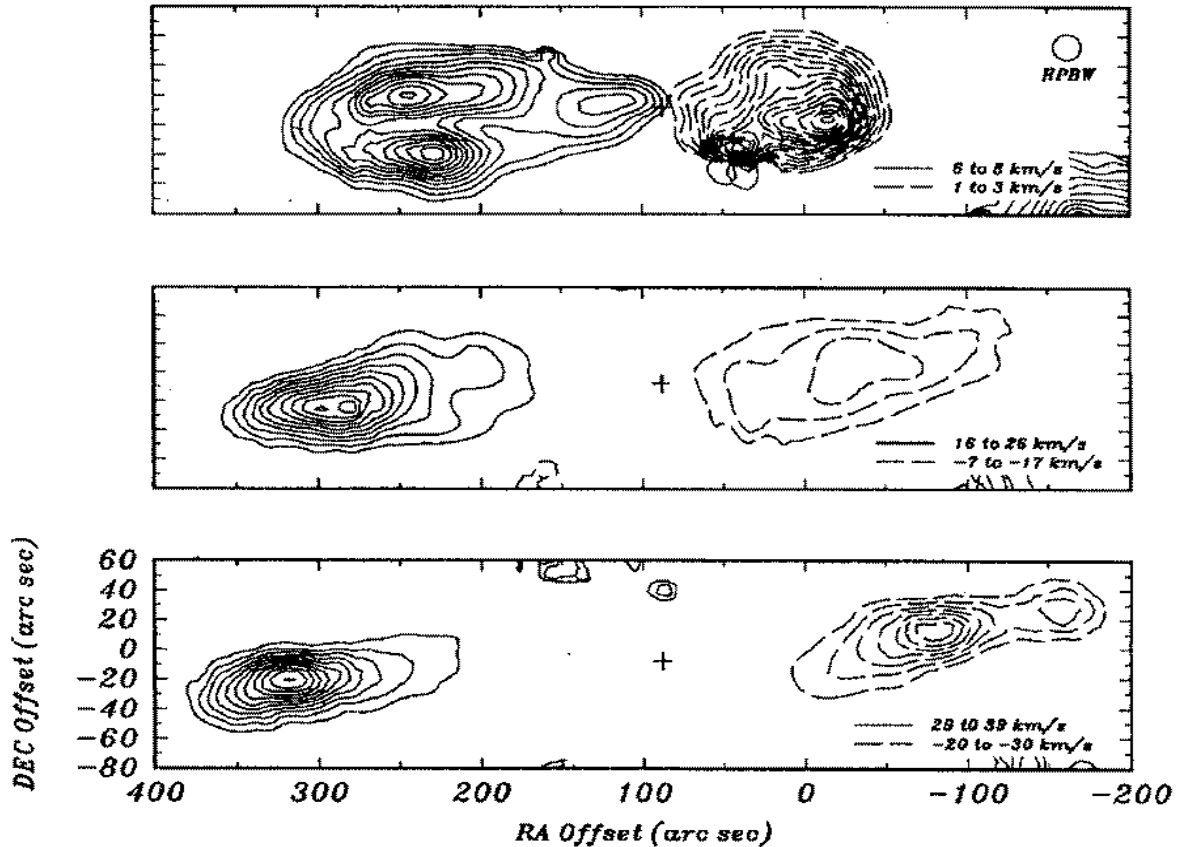 HPBW
6 to 8 km/s
1 to 3 km/s
16 to 26 km/s
-7 to -17 km/s
29 to 39 km/s
-20 to -30 km/s
60
40
20
0
-20
-40
-60
-80
DEC Offset (arc sec)
400 300 200 100 0 -100 -200
RA Offset (arc sec)